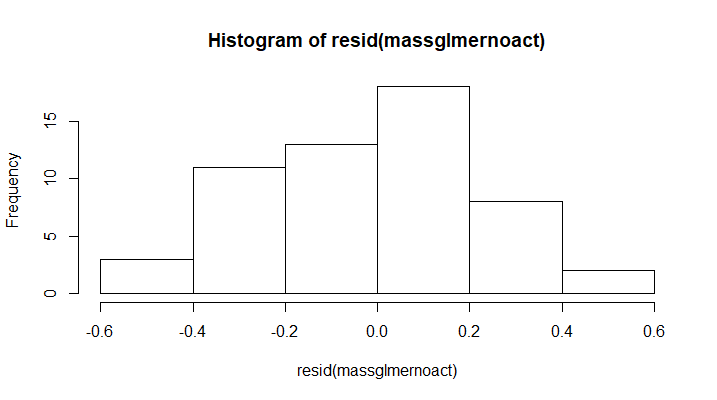 Histogram of resid(massglmernoact)
Frequency
15
10
5
0
-0.6 -0.4 -0.2 0.0 0.2 0.4 0.6
resid(massglmernoact)